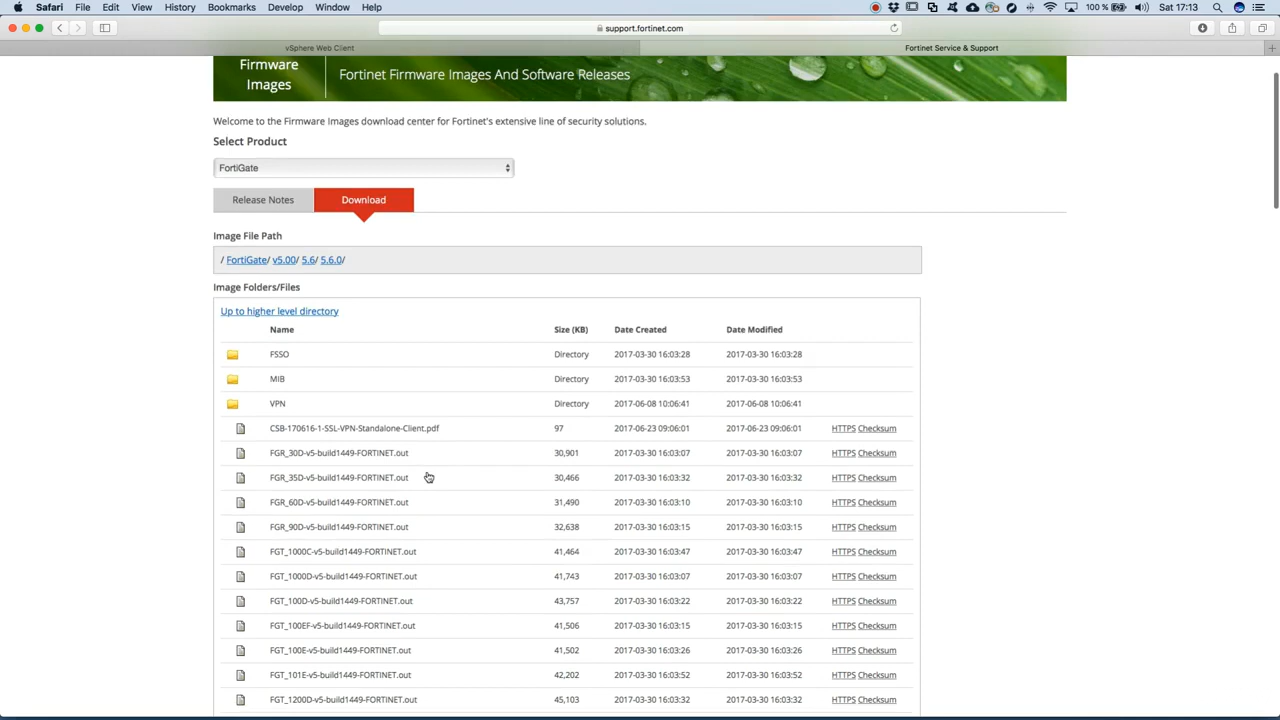 Safari File Edit View History Bookmarks Develop Window Help 100 % Sat 17:13
support.fortinet.com
vSphere Web Client Fortinet Service & Support
Firmware
Images
Fortinet Firmware Images And Software Releases
Welcome to the Firmware Images download center for Fortinet's extensive line of security solutions.
Select Product
FortiGate
Release Notes Download
Image File Path
/ FortiGate/ v5.00/ 5.6/ 5.6.0/
Image Folders/Files
Up to higher level directory
Name Size (KB) Date Created Date Modified
FSSO Directory 2017-03-30 16:03:28 2017-03-30 16:03:28
MIB Directory 2017-03-30 16:03:53 2017-03-30 16:03:53
VPN Directory 2017-06-08 10:06:41 2017-06-08 10:06:41
CSB-170616-1-SSL-VPN-Standalone-Client.pdf 97 2017-06-23 09:06:01 2017-06-23 09:06:01 HTTPS Checksum
FGR_30D-v5-build1449-FORTINET.out 30,901 2017-03-30 16:03:07 2017-03-30 16:03:07 HTTPS Checksum
FGR_35D-v5-build1449-FORTINET.out 30,466 2017-03-30 16:03:32 2017-03-30 16:03:32 HTTPS Checksum
FGR_60D-v5-build1449-FORTINET.out 31,490 2017-03-30 16:03:10 2017-03-30 16:03:10 HTTPS Checksum
FGR_90D-v5-build1449-FORTINET.out 32,638 2017-03-30 16:03:15 2017-03-30 16:03:15 HTTPS Checksum
FGT_1000C-v5-build1449-FORTINET.out 41,464 2017-03-30 16:03:47 2017-03-30 16:03:47 HTTPS Checksum
FGT_1000D-v5-build1449-FORTINET.out 41,743 2017-03-30 16:03:07 2017-03-30 16:03:07 HTTPS Checksum
FGT_100D-v5-build1449-FORTINET.out 43,757 2017-03-30 16:03:22 2017-03-30 16:03:22 HTTPS Checksum
FGT_100EF-v5-build1449-FORTINET.out 41,506 2017-03-30 16:03:15 2017-03-30 16:03:15 HTTPS Checksum
FGT_100E-v5-build1449-FORTINET.out 41,502 2017-03-30 16:03:26 2017-03-30 16:03:26 HTTPS Checksum
FGT_101E-v5-build1449-FORTINET.out 42,202 2017-03-30 16:03:52 2017-03-30 16:03:52 HTTPS Checksum
FGT_1200D-v5-build1449-FORTINET.out 45,103 2017-03-30 16:03:32 2017-03-30 16:03:32 HTTPS Checksum